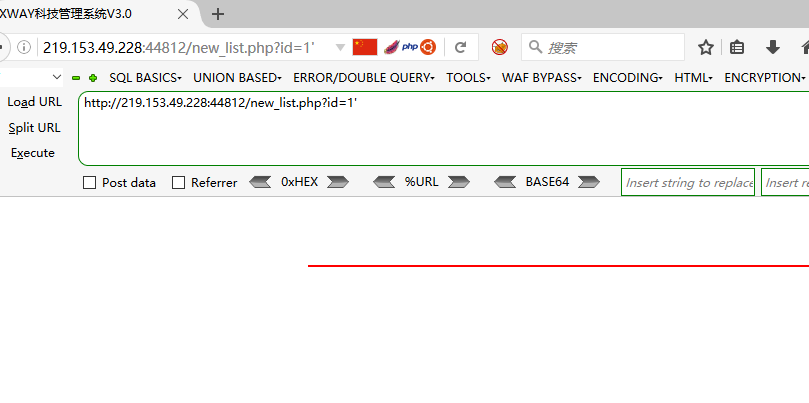 XWAY科技管理系统V3.0
219.153.49.228:44812/new_list.php?id=1'
php
搜索
SQL BASICS UNION BASED ERROR/DOUBLE QUERY TOOLS WAF BYPASS ENCODING HTML ENCRYPTION
Load URL
http://219.153.49.228:44812/new_list.php?id=1'
Split URL
Execute
Post data Referrer 0xHEX %URL BASE64 Insert string to replace Insert re